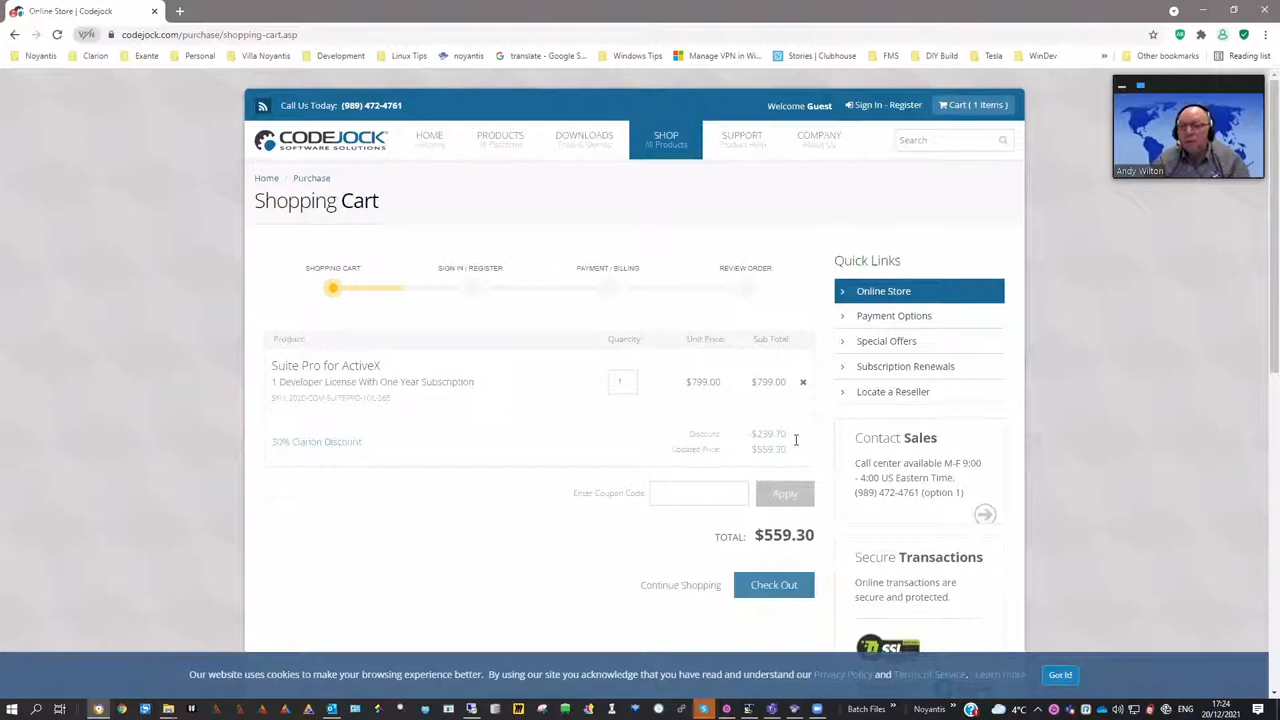 Online Store | Codejock
codejock.com/purchase/shopping-cart.asp
Noyantis Clarion Exante Personal Villa Noyantis Development Linux Tips noyantis translate - Google S... Windows Tips Manage VPN in Wi... Stories | Clubhouse FMS DIY Build Tesla WinDev » Other bookmarks Reading list
Call Us Today: (989) 472-4761 Welcome Guest Sign In - Register Cart ( 1 items )
CODEJOCK
SOFTWARE SOLUTIONS
HOME PRODUCTS DOWNLOADS SHOP SUPPORT COMPANY
All Platforms Trials & Demos All Products Product Help About Us
Search ...
Home Purchase
Shopping Cart
SHOPPING CART SIGN IN / REGISTER PAYMENT / BILLING REVIEW ORDER
Product: Quantity Unit Price: Sub Total
Suite Pro for ActiveX
1 Developer License With One Year Subscription 1 $799.00 $799.00
30% Clarion Discount
Discount: -$239.70
Updated Price: $559.30
Enter Coupon Code: Apply
TOTAL: $559.30
Continue Shopping Check Out
Quick Links
Online Store
Payment Options
Special Offers
Subscription Renewals
Locate a Reseller
Contact Sales
Call center available M-F 9:00
- 4:00 US Eastern Time.
(989) 472-4761 (option 1)
Secure Transactions
Online transactions are
secure and protected.
SSL
Andy Wilton
Our website uses cookies to make your browsing experience better. By using our site you acknowledge that you have read and understand our Privacy Policy and Terms of Service. Learn more Got It!
Batch Files Noyantis 4°C ENG 17:24
20/12/2021